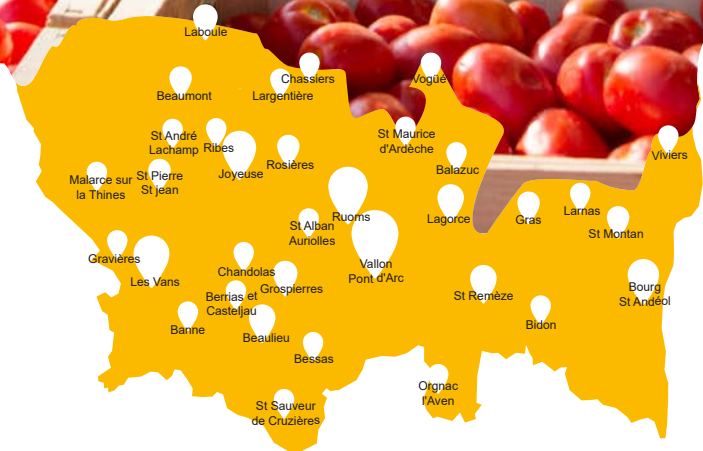 Laboule
Chassiers
Vogüé
Beaumont
Largentière
St André
Lachamp
Ribes
St Maurice
d'Ardèche
Viviers
Joyeuse
Rosières
Balazuc
Malarce sur
la Thines
St Pierre
St jean
Ruoms
Lagorce
Gras
Larnas
St Montan
St Alban
Auriolles
Gravières
Les Vans
Chandolas
Vallon
Pont d'Arc
Grospierres
Berrias et
Casteljau
St Remèze
Bourg
St Andéol
Banne
Beaulieu
Bidon
Bessas
Orgnac
l'Aven
St Sauveur
de Cruzières